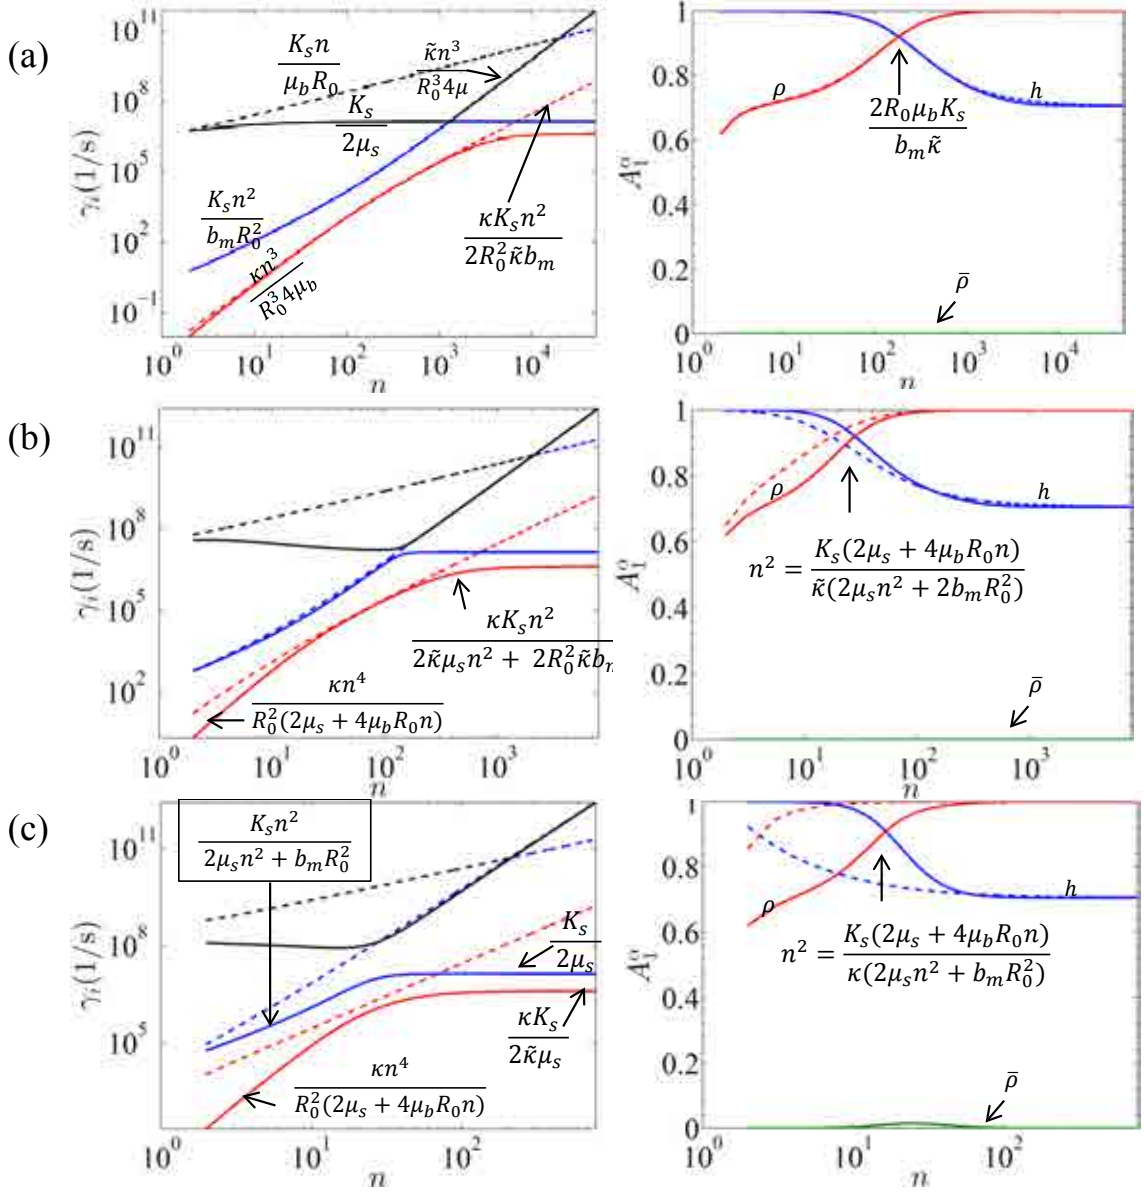 (a)
γ_i(1/s)
10^11
10^8
10^5
10^2
10^−1
K_s n / μ_b R_0
κ̃n^3 / R_0^3 4μ
K_s / 2μ_s
K_s n^2 / b_m R_0^2
κn^3 / R_0^3 4μ_b
κK_s n^2 / 2R_0^2 κ̃b_m
10^0 10^1 10^2 10^3 10^4
n
A_1^α
1
0.8
0.6
0.4
0.2
0
ρ
h
2R_0 μ_b K_s / b_m κ̃
ρ̄
10^0 10^1 10^2 10^3 10^4
n
(b)
γ_i(1/s)
10^11
10^8
10^5
10^2
κK_s n^2 / 2κ̃μ_s n^2 + 2R_0^2 κ̃b
κn^4 / R_0^2(2μ_s + 4μ_b R_0 n)
10^0 10^1 10^2 10^3
n
A_1^α
1
0.8
0.6
0.4
0.2
0
ρ
h
n^2 = K_s(2μ_s + 4μ_b R_0 n) / κ̃(2μ_s n^2 + 2b_m R_0^2)
ρ̄
10^0 10^1 10^2 10^3
n
(c)
γ_i(1/s)
10^11
10^8
10^5
K_s n^2 / 2μ_s n^2 + b_m R_0^2
K_s / 2μ_s
κK_s / 2κ̃μ_s
κn^4 / R_0^2(2μ_s + 4μ_b R_0 n)
10^0 10^1 10^2
n
A_1^α
1
0.8
0.6
0.4
0.2
0
ρ
h
n^2 = K_s(2μ_s + 4μ_b R_0 n) / κ(2μ_s n^2 + b_m R_0^2)
ρ̄
10^0 10^1 10^2
n